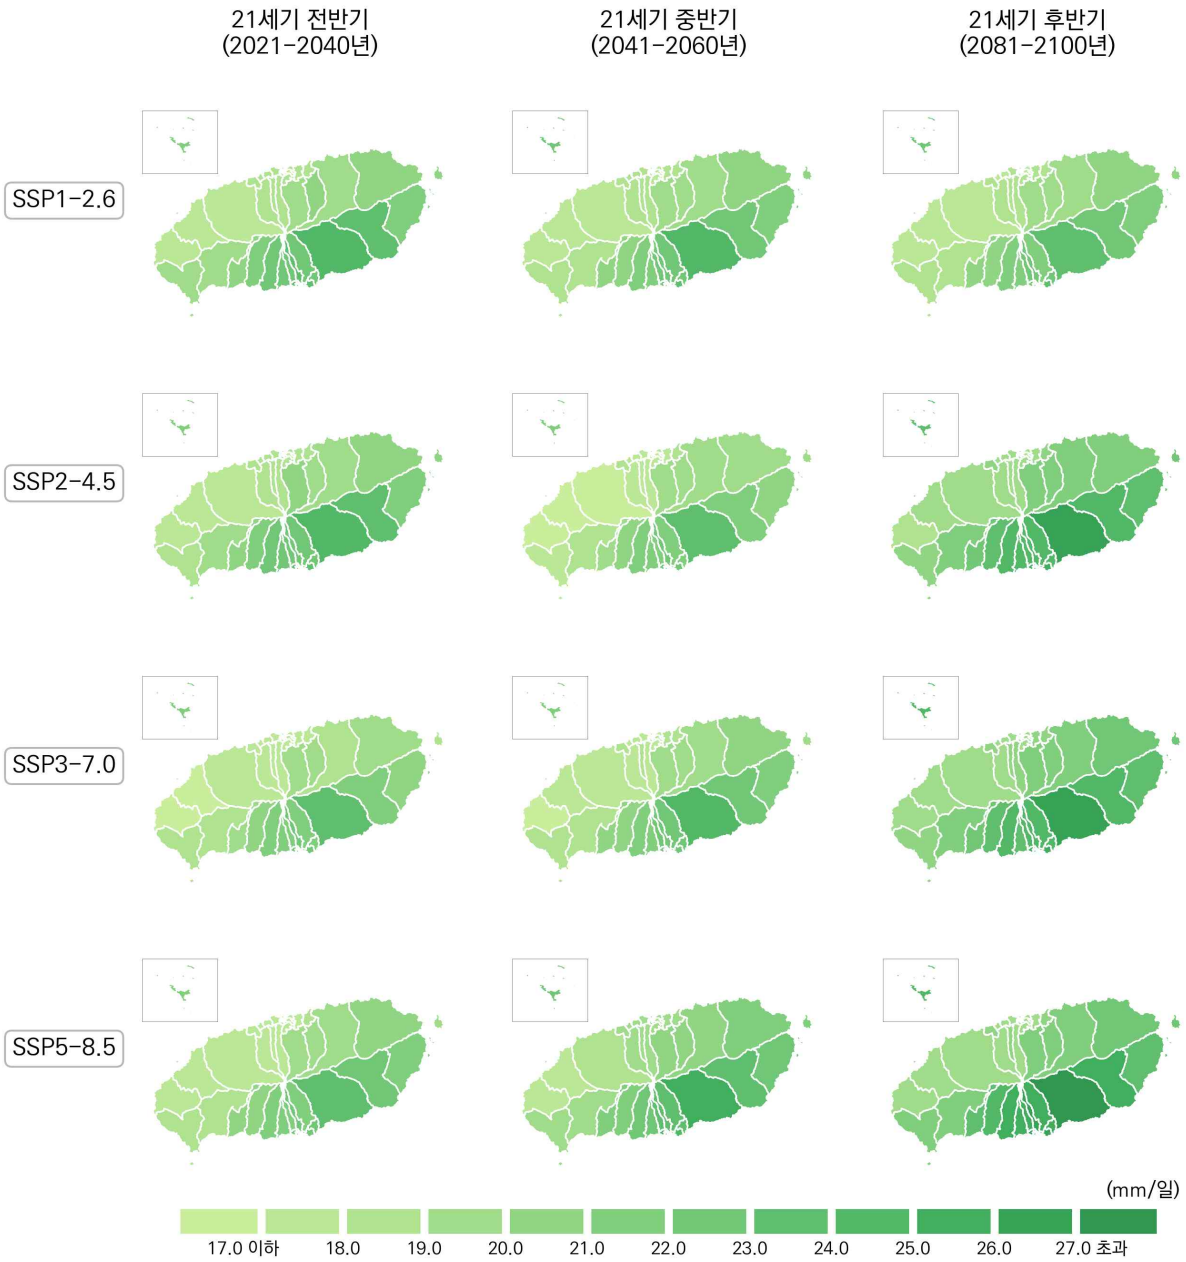 21세기 전반기
(2021-2040년)
21세기 중반기
(2041-2060년)
21세기 후반기
(2081-2100년)
SSP1-2.6
SSP2-4.5
SSP3-7.0
SSP5-8.5
(mm/일)
17.0 이하 18.0 19.0 20.0 21.0 22.0 23.0 24.0 25.0 26.0 27.0 초과